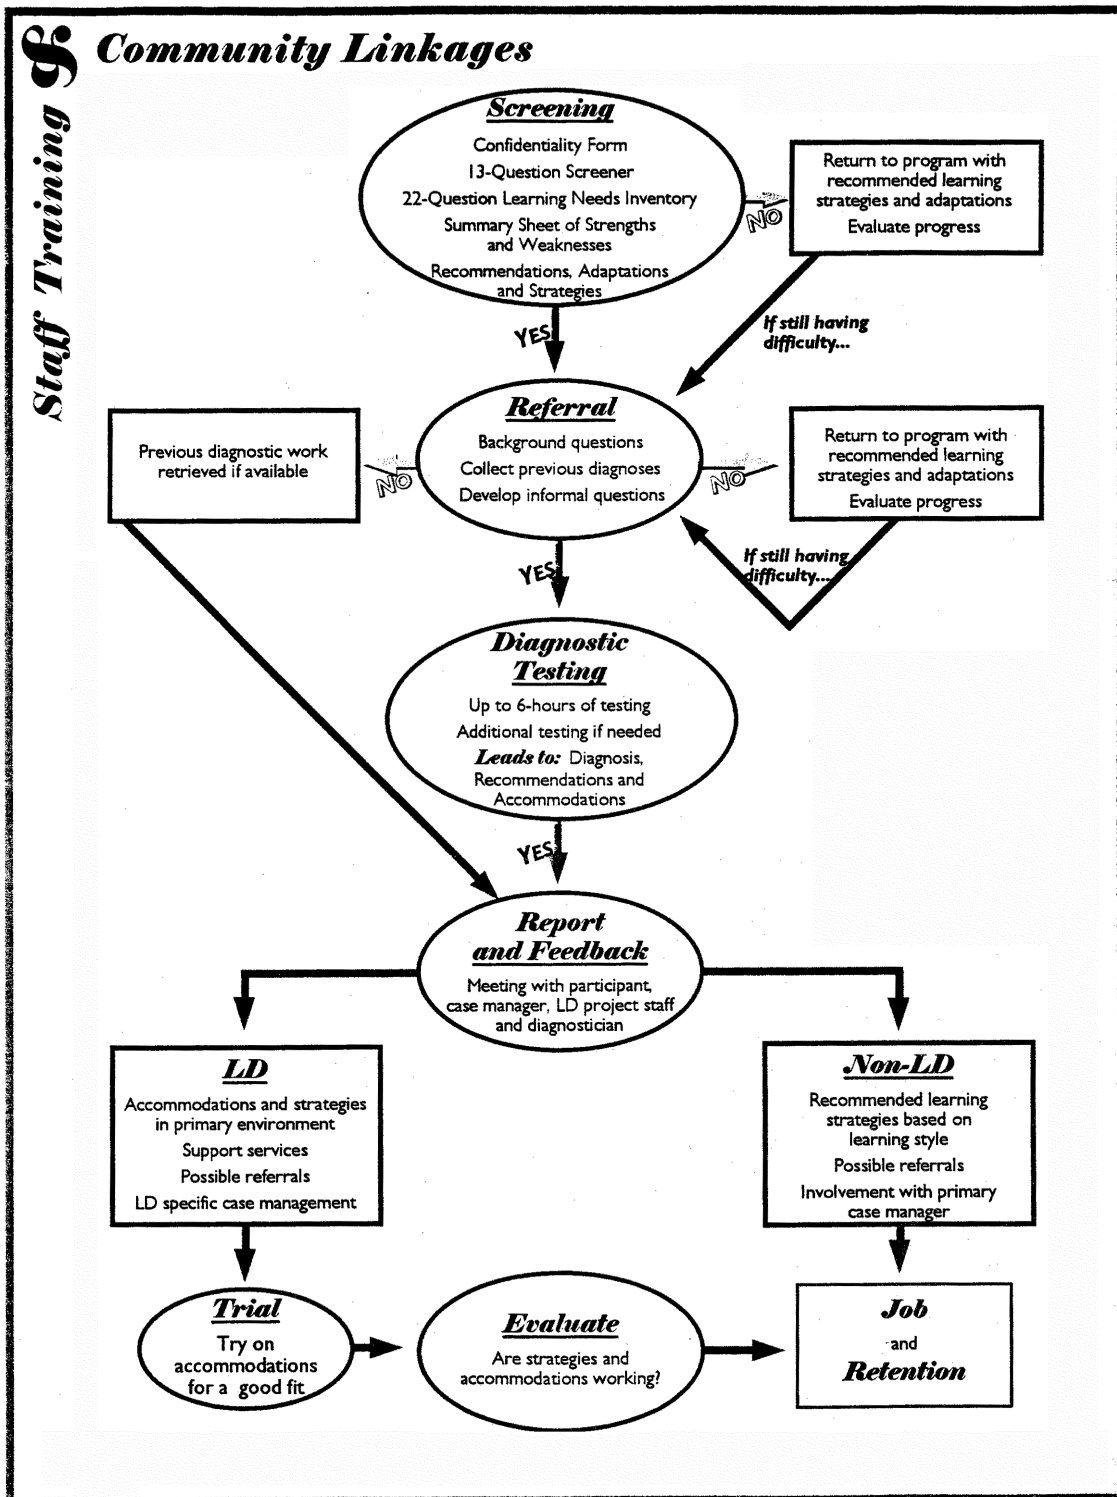 Staff Training &
Community Linkages
Screening
Confidentiality Form
13-Question Screener
22-Question Learning Needs Inventory
Summary Sheet of Strengths
and Weaknesses
Recommendations, Adaptations
and Strategies
NO
Return to program with
recommended learning
strategies and adaptations
Evaluate progress
If still having
difficulty...
YES
Referral
Background questions
Collect previous diagnoses
Develop informal questions
NO
Previous diagnostic work
retrieved if available
NO
Return to program with
recommended learning
strategies and adaptations
Evaluate progress
If still having
difficulty...
YES
Diagnostic
Testing
Up to 6-hours of testing
Additional testing if needed
Leads to: Diagnosis,
Recommendations and
Accommodations
YES
Report
and Feedback
Meeting with participant,
case manager, LD project staff
and diagnostician
LD
Accommodations and strategies
in primary environment
Support services
Possible referrals
LD specific case management
Non-LD
Recommended learning
strategies based on
learning style
Possible referrals
Involvement with primary
case manager
Trial
Try on
accommodations
for a good fit
Evaluate
Are strategies and
accommodations working?
Job
and
Retention